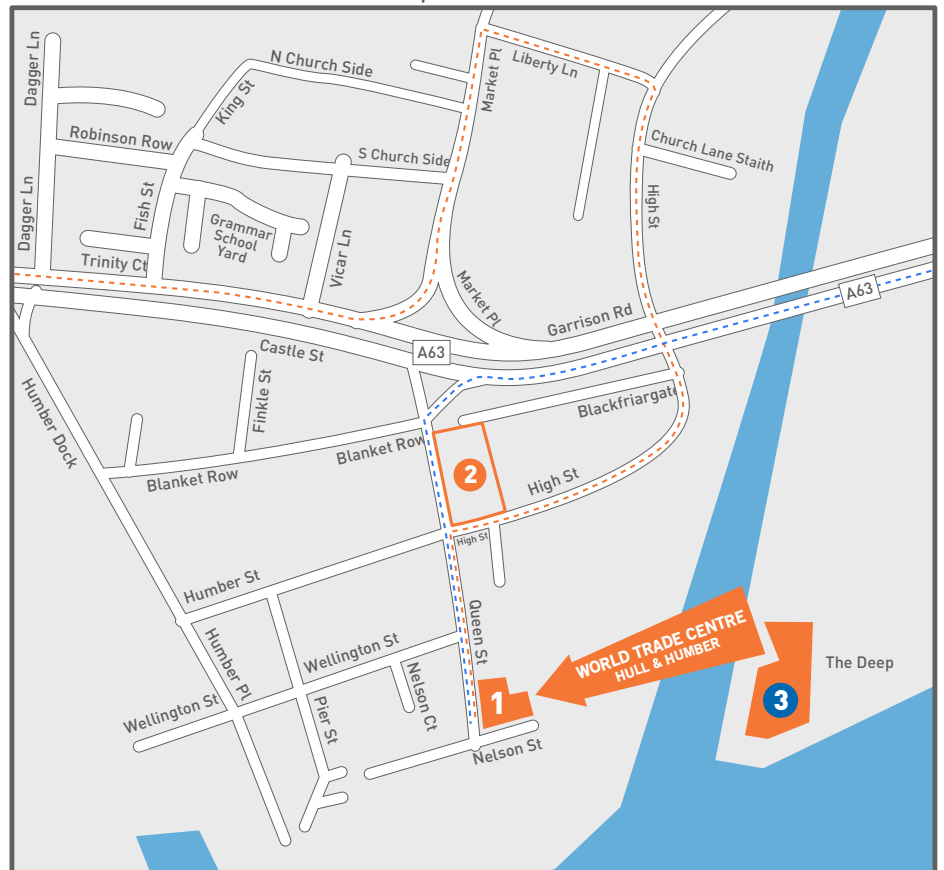 Dagger Ln
N Church Side
King St
Market Pl
Liberty Ln
Robinson Row
S Church Side
Church Lane Staith
Dagger Ln
Fish St
Grammar
School
Yard
High St
Trinity Ct
Vicar Ln
Market Pl
A63
Garrison Rd
A63
Castle St
Humber Dock
Finkle St
Blackfriargate
Blanket Row
Blanket Row
2
High St
High St
Humber St
Queen St
WORLD TRADE CENTRE
HULL & HUMBER
Humber Pl
Wellington St
Nelson Ct
The Deep
1
3
Wellington St
Pier St
Nelson St